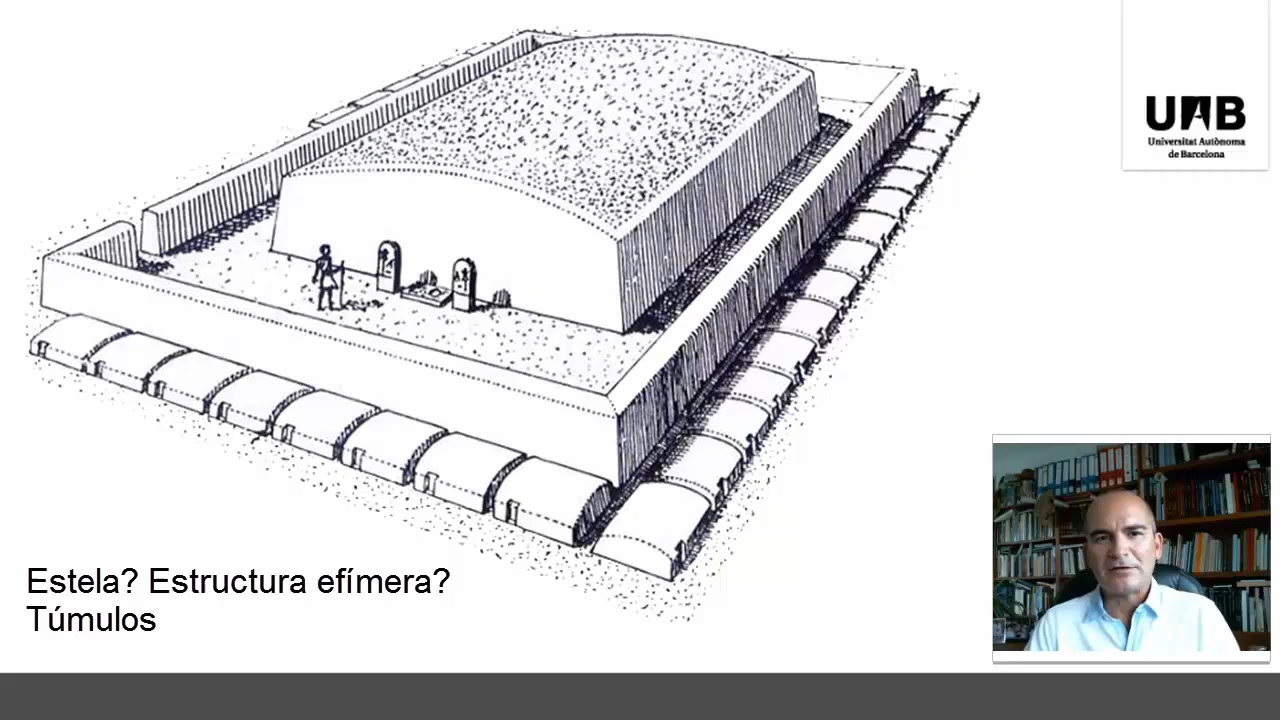 UAB
Universitat Autònoma
de Barcelona
Estela? Estructura efímera?
Túmulos